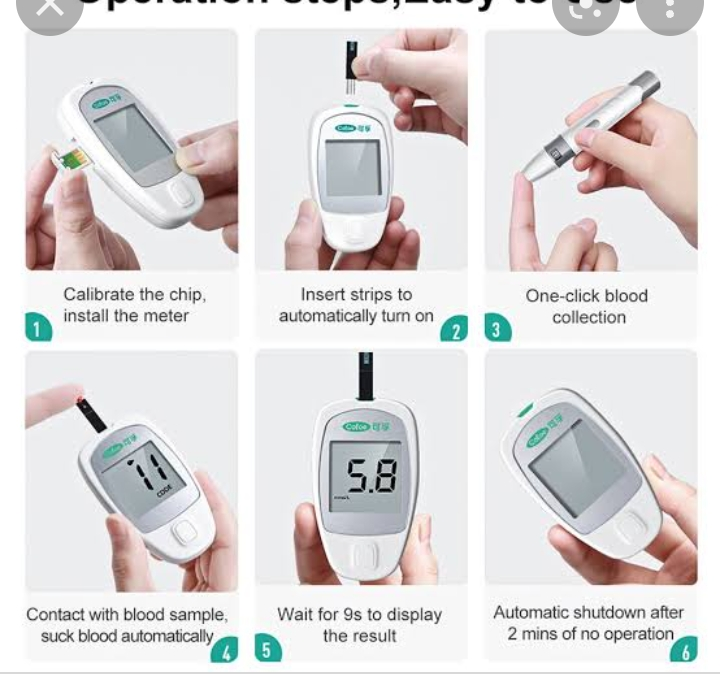 Operation steps,Easy to use
Cofoe 可孚
Calibrate the chip,
install the meter
1
Cofoe 可孚
Insert strips to
automatically turn on
2
One-click blood
collection
3
Cofoe 可孚
11
CODE
Contact with blood sample,
suck blood automatically
4
Cofoe 可孚
5.8
mmol/L
Wait for 9s to display
the result
5
Cofoe 可孚
Automatic shutdown after
2 mins of no operation
6